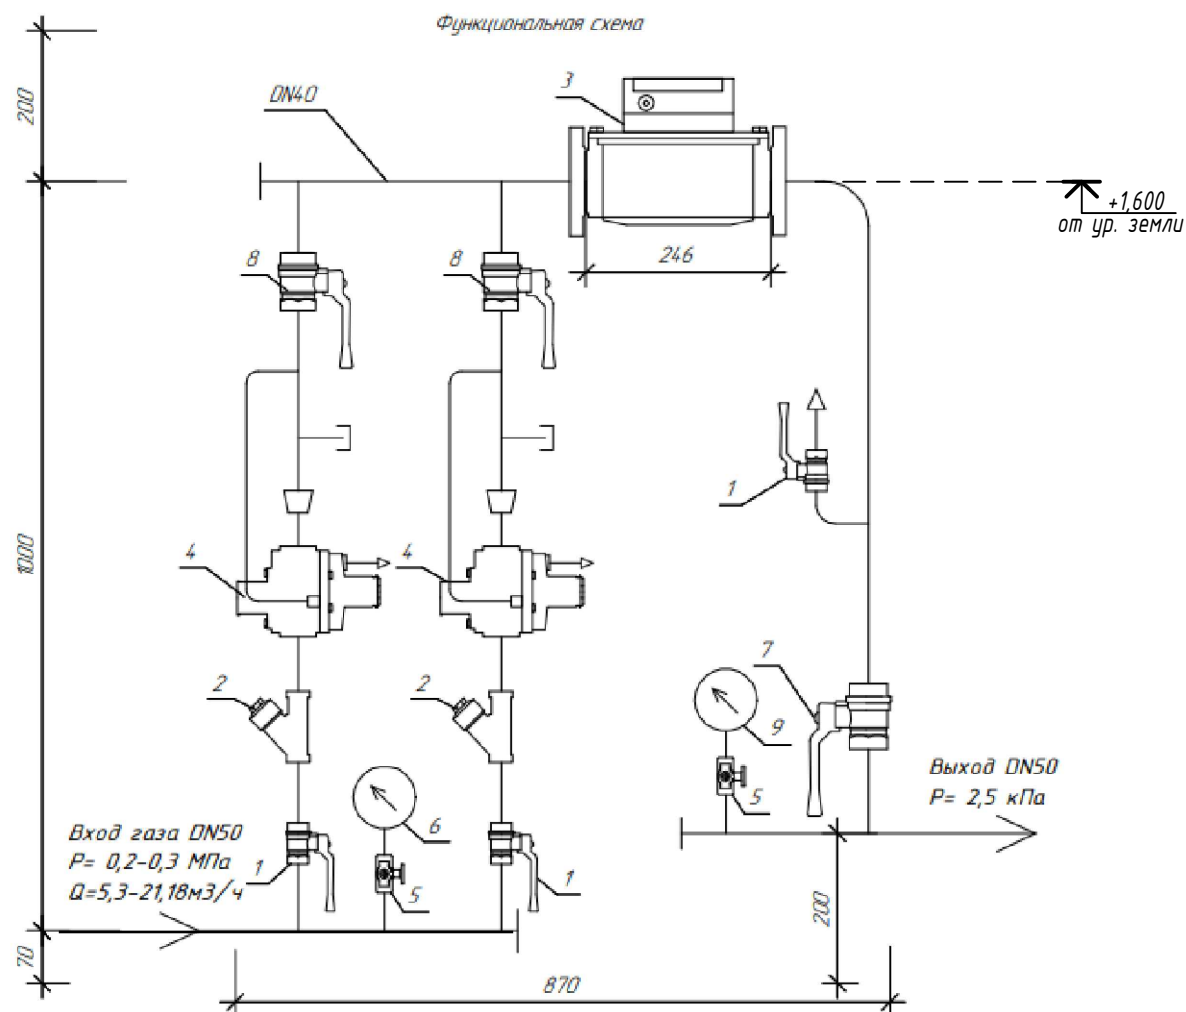 Функциональная схема
200
DN40
3
+1,600
от ур. земли
8
8
246
1
1000
4
4
2
2
7
9
6
5
5
Выход DN50
P= 2,5 кПа
Вход газа DN50
P= 0,2-0,3 МПа
Q=5,3-21,18м3/ч
1
1
200
70
870